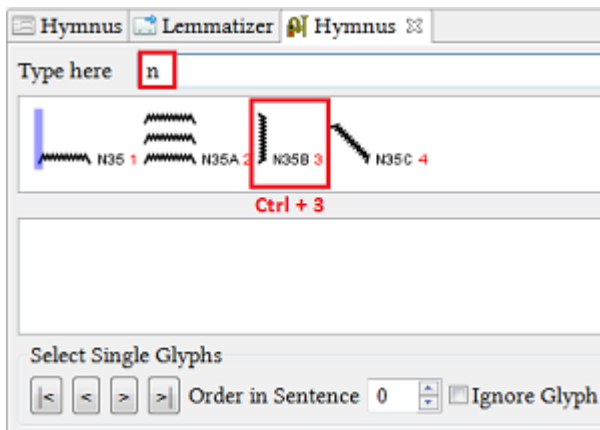 Hymnus Lemmatizer Hymnus
Type here n
N35 1 N35A 2 N35B 3 N35C 4
Ctrl + 3
Select Single Glyphs
|< < > >| Order in Sentence 0 Ignore Glyph